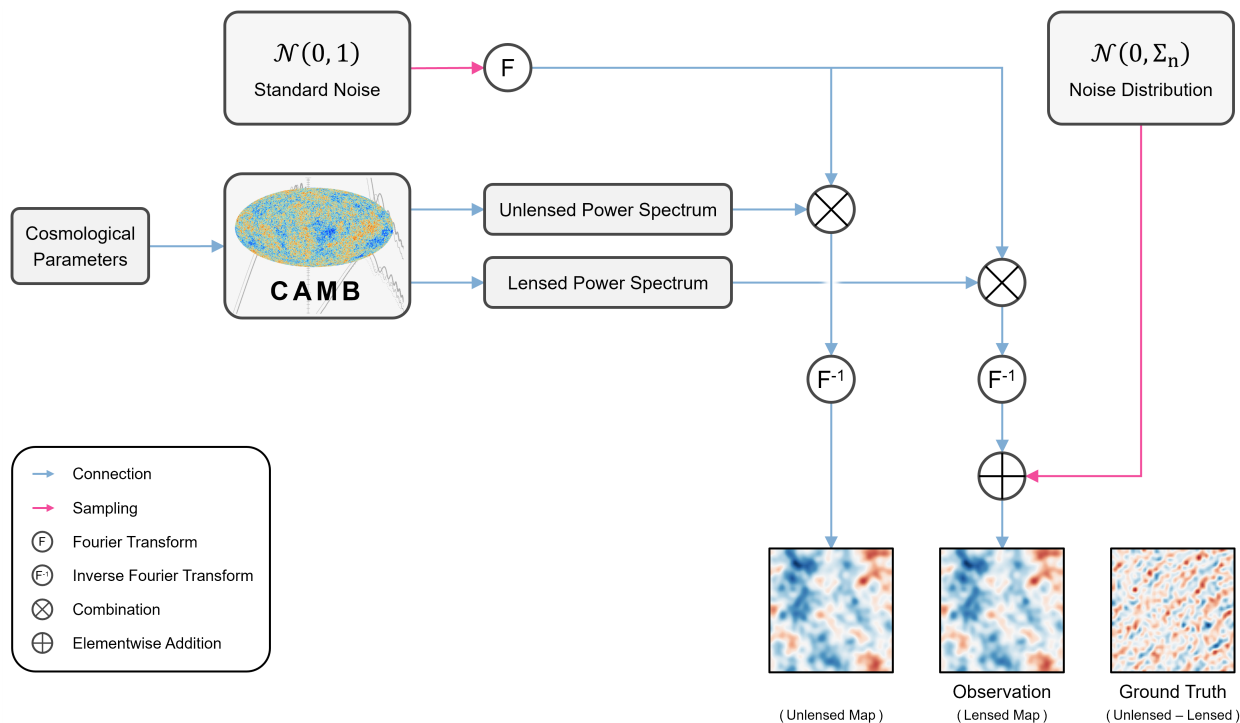 𝒩(0, 1)
Standard Noise
F
𝒩(0, Σₙ)
Noise Distribution
Cosmological
Parameters
CAMB
Unlensed Power Spectrum
Lensed Power Spectrum
F⁻¹
F⁻¹
Connection
Sampling
F
Fourier Transform
F⁻¹
Inverse Fourier Transform
Combination
Elementwise Addition
(Unlensed Map)
Observation
(Lensed Map)
Ground Truth
(Unlensed – Lensed)